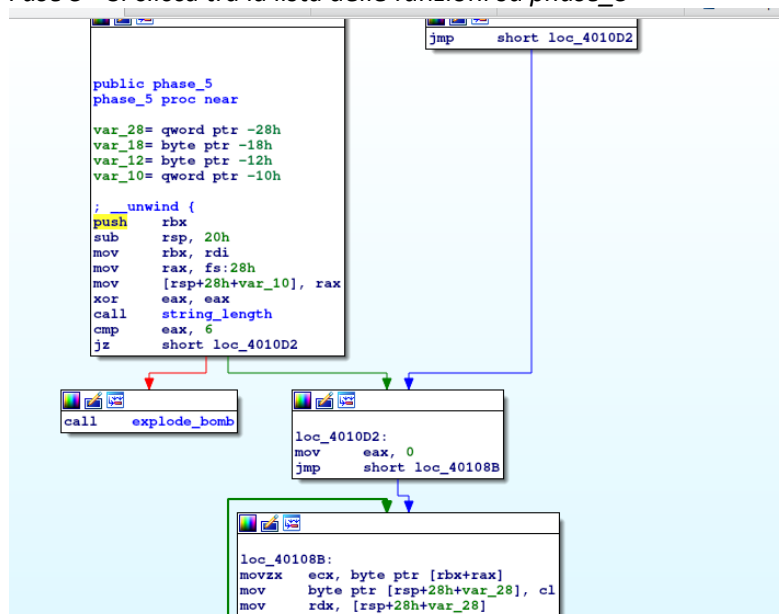 jmp     short loc_4010D2
public phase_5
phase_5 proc near
var_28= qword ptr -28h
var_18= byte ptr -18h
var_12= byte ptr -12h
var_10= qword ptr -10h
; __unwind {
push    rbx
sub     rsp, 20h
mov     rbx, rdi
mov     rax, fs:28h
mov     [rsp+28h+var_10], rax
xor     eax, eax
call    string_length
cmp     eax, 6
jz      short loc_4010D2
call    explode_bomb
loc_4010D2:
mov     eax, 0
jmp     short loc_40108B
loc_40108B:
movzx   ecx, byte ptr [rbx+rax]
mov     byte ptr [rsp+28h+var_28], cl
mov     rdx, [rsp+28h+var_28]